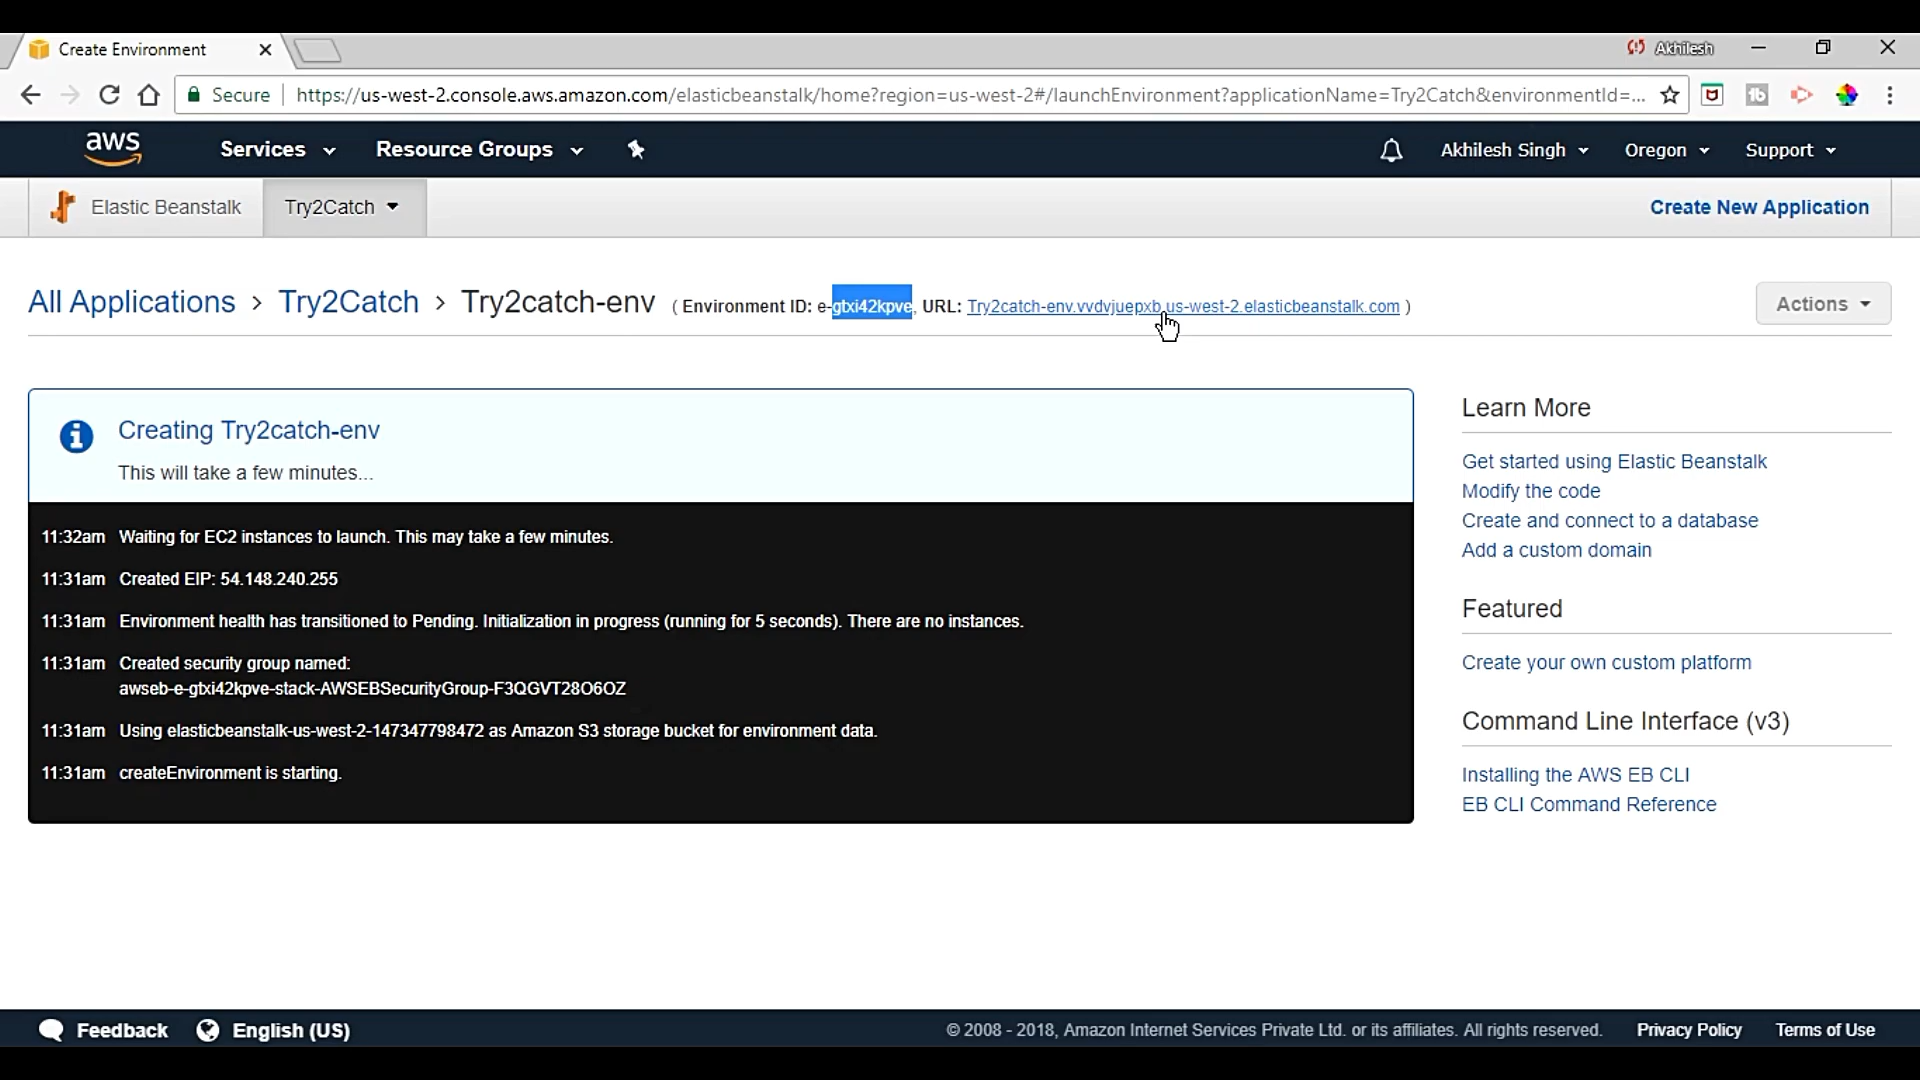 Create Environment
Akhilesh
Secure https://us-west-2.console.aws.amazon.com/elasticbeanstalk/home?region=us-west-2#/launchEnvironment?applicationName=Try2Catch&environmentId=...
aws Services Resource Groups Akhilesh Singh Oregon Support
Elastic Beanstalk Try2Catch Create New Application
All Applications > Try2Catch > Try2catch-env ( Environment ID: e-gtxi42kpve, URL: Try2catch-env.vvdvjuepxb.us-west-2.elasticbeanstalk.com ) Actions
Creating Try2catch-env
This will take a few minutes...
11:32am Waiting for EC2 instances to launch. This may take a few minutes.
11:31am Created EIP: 54.148.240.255
11:31am Environment health has transitioned to Pending. Initialization in progress (running for 5 seconds). There are no instances.
11:31am Created security group named:
awseb-e-gtxi42kpve-stack-AWSEBSecurityGroup-F3QGVT28O6OZ
11:31am Using elasticbeanstalk-us-west-2-147347798472 as Amazon S3 storage bucket for environment data.
11:31am createEnvironment is starting.
Learn More
Get started using Elastic Beanstalk
Modify the code
Create and connect to a database
Add a custom domain
Featured
Create your own custom platform
Command Line Interface (v3)
Installing the AWS EB CLI
EB CLI Command Reference
Feedback English (US) © 2008 - 2018, Amazon Internet Services Private Ltd. or its affiliates. All rights reserved. Privacy Policy Terms of Use